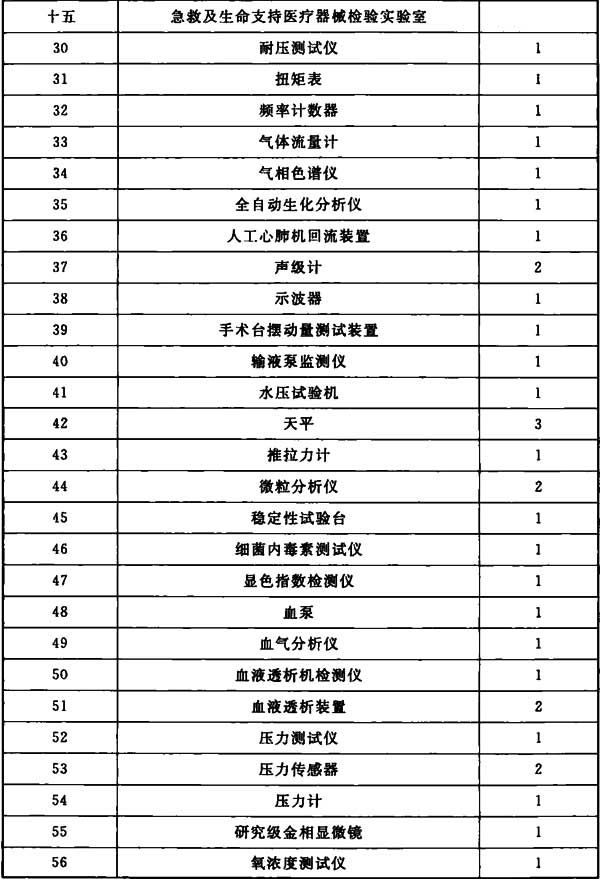 十五 急救及生命支持医疗器械检验实验室
30 耐压测试仪 1
31 扭矩表 1
32 频率计数器 1
33 气体流量计 1
34 气相色谱仪 1
35 全自动生化分析仪 1
36 人工心肺机回流装置 1
37 声级计 2
38 示波器 1
39 手术台摆动量测试装置 1
40 输液泵监测仪 1
41 水压试验机 1
42 天平 3
43 推拉力计 1
44 微粒分析仪 2
45 稳定性试验台 1
46 细菌内毒素测试仪 1
47 显色指数检测仪 1
48 血泵 1
49 血气分析仪 1
50 血液透析机检测仪 1
51 血液透析装置 2
52 压力测试仪 1
53 压力传感器 2
54 压力计 1
55 研究级金相显微镜 1
56 氧浓度测试仪 1